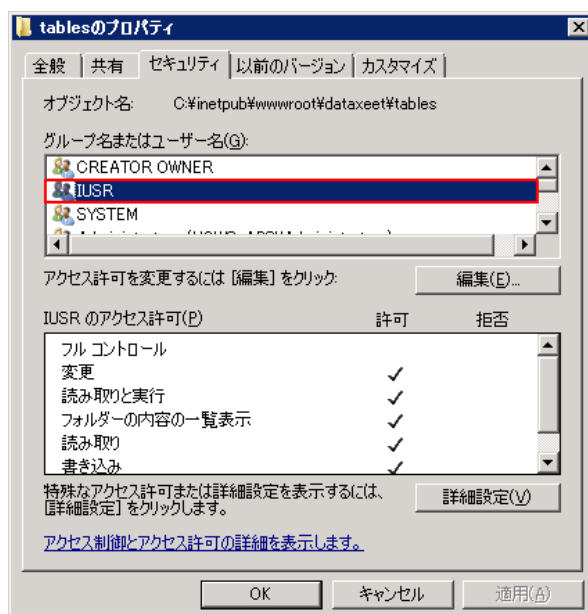 tablesのプロパティ
全般 共有 セキュリティ 以前のバージョン カスタマイズ
オブジェクト名: C:¥inetpub¥wwwroot¥dataxeet¥tables
グループ名またはユーザー名(G):
CREATOR OWNER
IUSR
SYSTEM
アクセス許可を変更するには [編集] をクリック: 編集(E)...
IUSR のアクセス許可(P) 許可 拒否
フル コントロール
変更
読み取りと実行
フォルダーの内容の一覧表示
読み取り
書き込み
特殊なアクセス許可または詳細設定を表示するには、 詳細設定(V)
[詳細設定] をクリックします。
アクセス制御とアクセス許可の詳細を表示します。
OK キャンセル 適用(A)